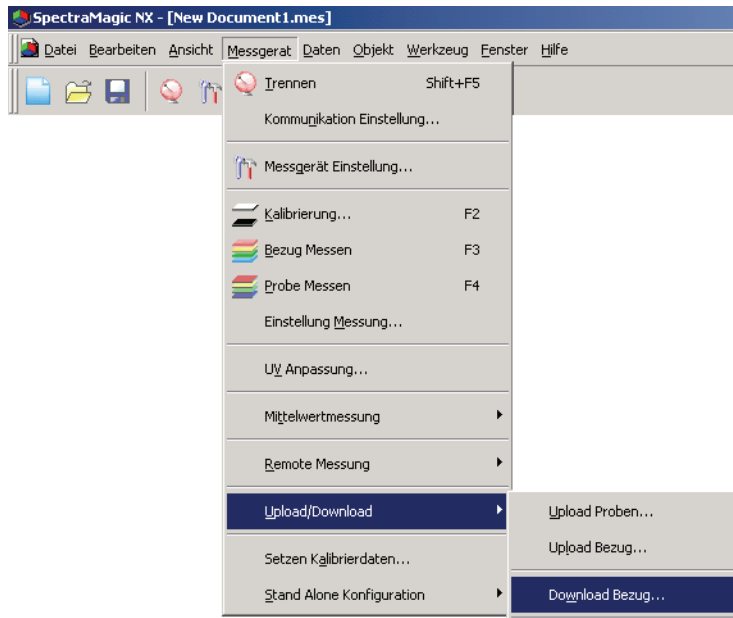 SpectraMagic NX - [New Document1.mes]
Datei Bearbeiten Ansicht Messgerat Daten Objekt Werkzeug Fenster Hilfe
Trennen Shift+F5
Kommunikation Einstellung...
Messgerät Einstellung...
Kalibrierung... F2
Bezug Messen F3
Probe Messen F4
Einstellung Messung...
UV Anpassung...
Mittelwertmessung
Remote Messung
Upload/Download
Upload Proben...
Upload Bezug...
Setzen Kalibrierdaten...
Stand Alone Konfiguration
Download Bezug...